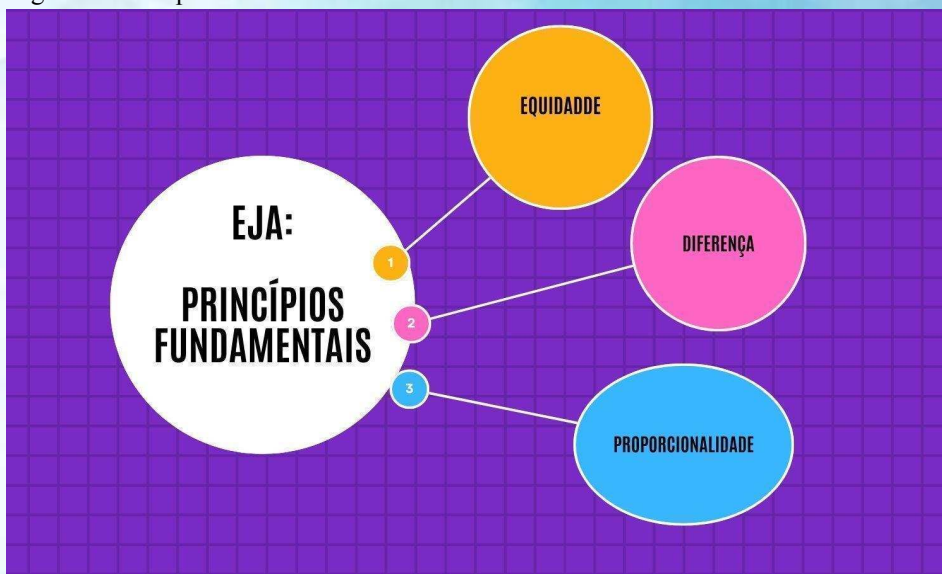 EJA:
PRINCÍPIOS
FUNDAMENTAIS
1
EQUIDADDE
2
DIFERENÇA
3
PROPORCIONALIDADE